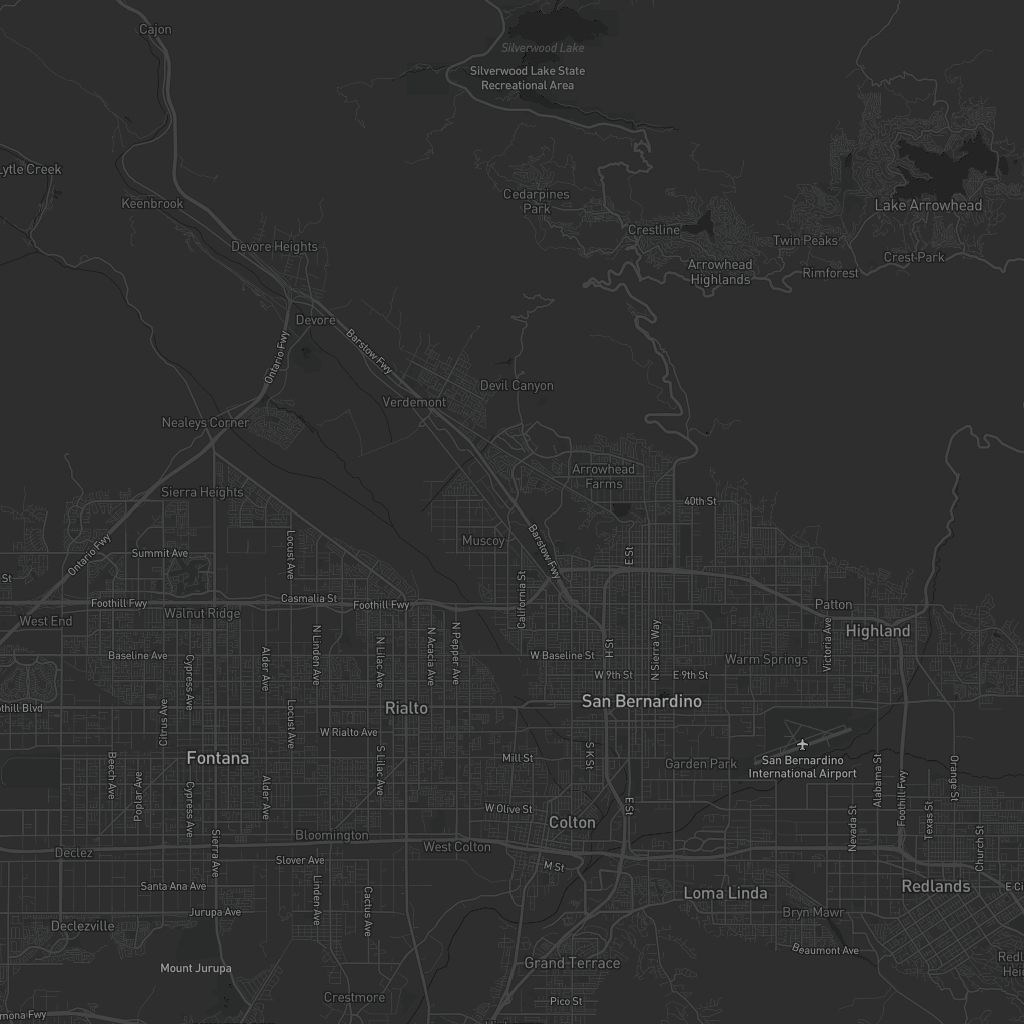 Cajon
Silverwood Lake
Silverwood Lake State
Recreational Area
Lytle Creek
Keenbrook
Cedarpines
Park
Lake Arrowhead
Crestline
Devore Heights
Twin Peaks
Crest Park
Arrowhead
Highlands
Rimforest
Devore
Barstow Fwy
Ontario Fwy
Devil Canyon
Verdemont
Nealeys Corner
Arrowhead
Farms
Sierra Heights
40th St
Muscoy
Barstow Fwy
Ontario Fwy
Summit Ave
Locust Ave
E St
St
California St
Casmalia St
Foothill Fwy
Foothill Fwy
Walnut Ridge
West End
Patton
Highland
Victoria Ave
N Linden Ave
N Lilac Ave
N Acacia Ave
N Pepper Ave
H St
N Sierra Way
Baseline Ave
W Baseline St
Warm Springs
Alder Ave
Cypress Ave
W 9th St
E 9th St
San Bernardino
othill Blvd
Citrus Ave
Locust Ave
Rialto
W Rialto Ave
Fontana
S Lilac Ave
Mill St
S K St
Garden Park
San Bernardino
International Airport
Beech Ave
Poplar Ave
Cypress Ave
Alder Ave
Alabama St
Foothill Fwy
Orange St
W Olive St
E St
Colton
Nevada St
Texas St
Church St
Bloomington
West Colton
Sierra Ave
Declez
Slover Ave
M St
Santa Ana Ave
Linden Ave
Cactus Ave
Loma Linda
Redlands
E Ci
Jurupa Ave
Bryn Mawr
Declezville
Beaumont Ave
Mount Jurupa
Grand Terrace
Redl
Hei
Crestmore
Pico St
mona Fwy